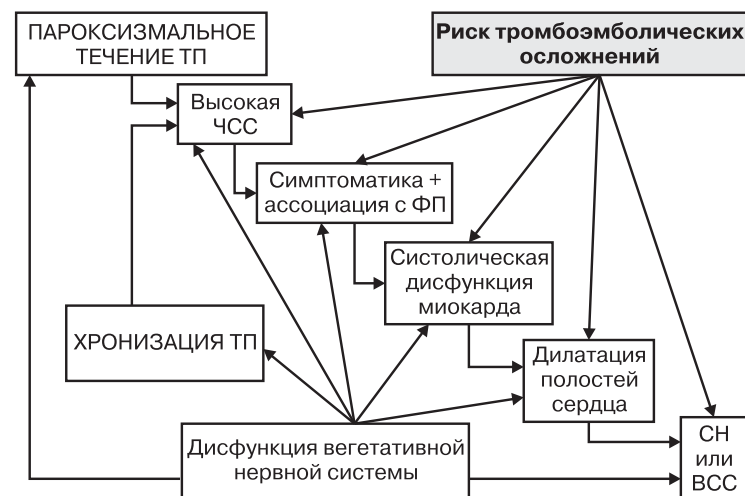 ПАРОКСИЗМАЛЬНОЕ
ТЕЧЕНИЕ ТП
Риск тромбоэмболических
осложнений
Высокая
ЧСС
Симптоматика +
ассоциация с ФП
Систолическая
дисфункция
миокарда
ХРОНИЗАЦИЯ ТП
Дилатация
полостей
сердца
Дисфункция вегетативной
нервной системы
СН
или
ВСС